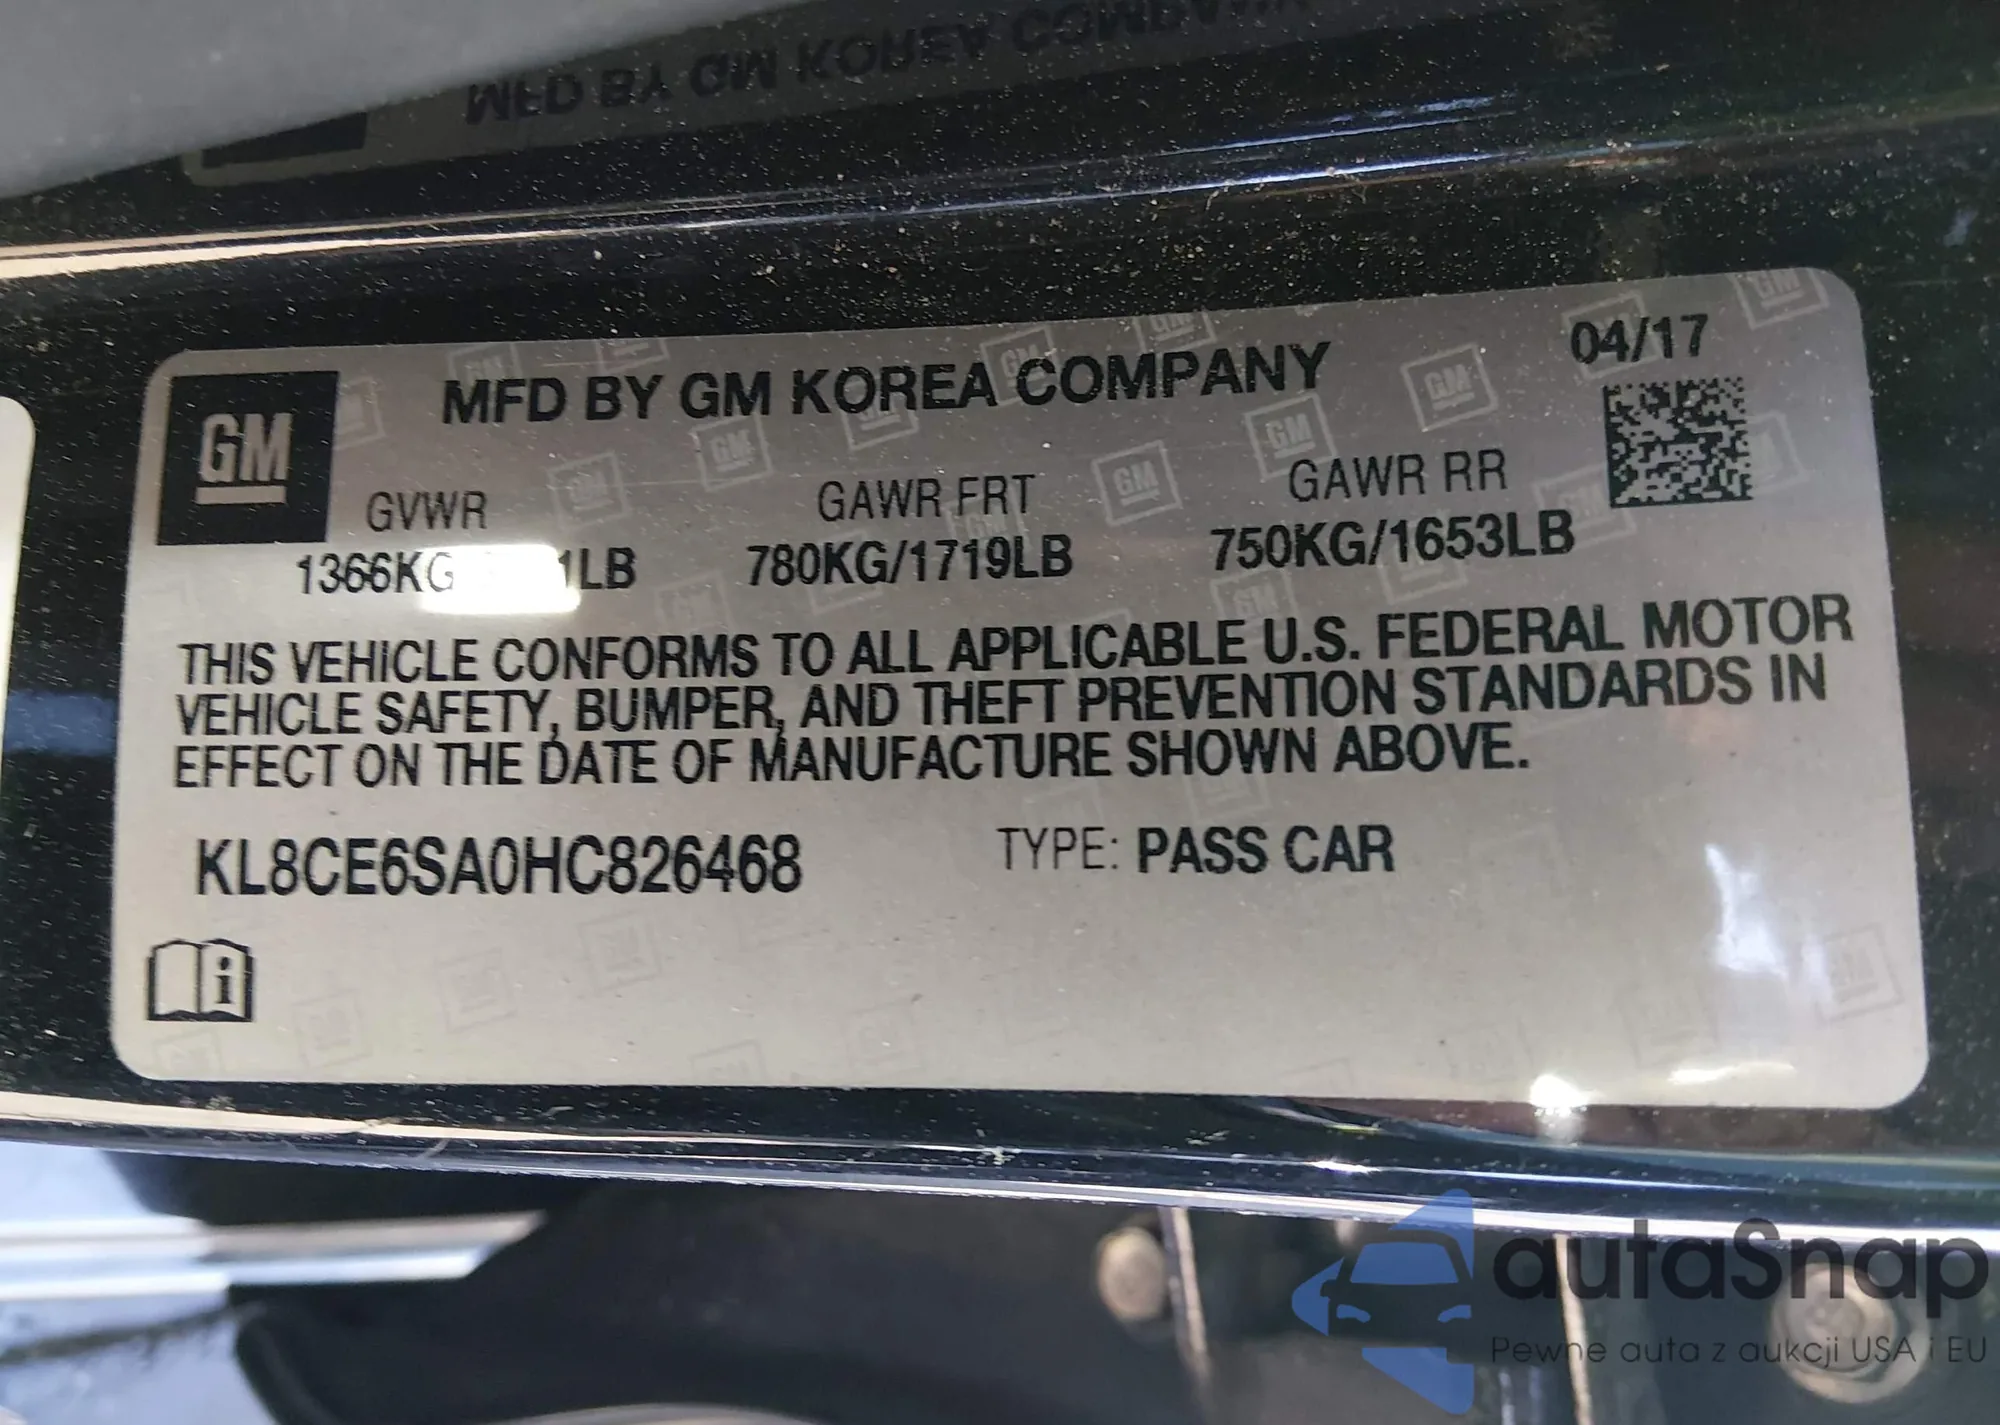 MFD BY GM KOREA COMPANY
04/17
GM
GVWR
GAWR FRT
GAWR RR
1366KG 1LB
780KG/1719LB
750KG/1653LB
THIS VEHICLE CONFORMS TO ALL APPLICABLE U.S. FEDERAL MOTOR
VEHICLE SAFETY, BUMPER, AND THEFT PREVENTION STANDARDS IN
EFFECT ON THE DATE OF MANUFACTURE SHOWN ABOVE.
KL8CE6SA0HC826468
TYPE: PASS CAR
autaSnap
Pewne auta z aukcji USA i EU